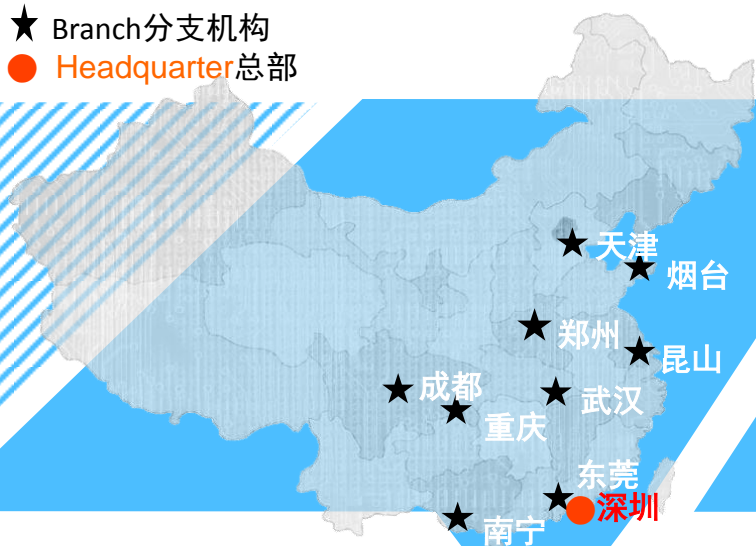 Branch分支机构
Headquarter总部
天津
烟台
郑州
昆山
成都
武汉
重庆
东莞
深圳
南宁